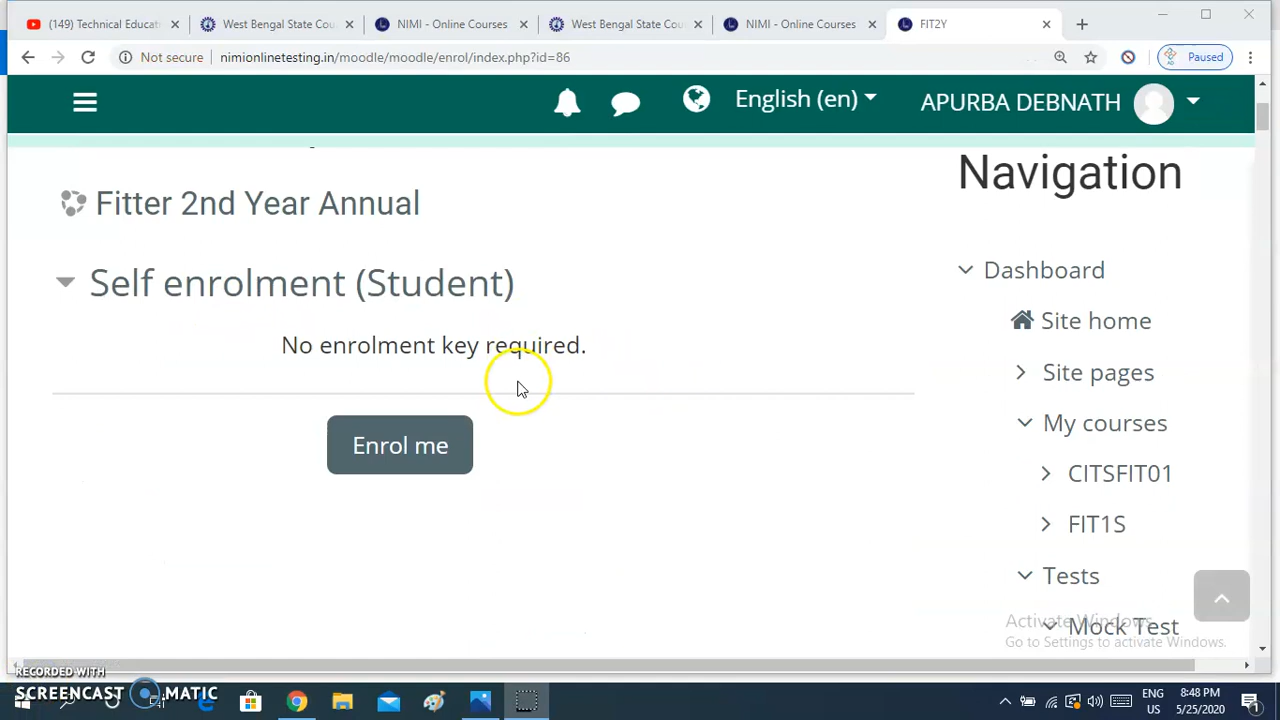 (149) Technical Educat
West Bengal State Cou
NIMI - Online Courses
West Bengal State Cou
NIMI - Online Courses
FIT2Y
Not secure
nimionlinetesting.in/moodle/moodle/enrol/index.php?id=86
Paused
English (en)
APURBA DEBNATH
Navigation
Fitter 2nd Year Annual
Dashboard
Self enrolment (Student)
Site home
No enrolment key required.
Site pages
My courses
Enrol me
CITSFIT01
FIT1S
Tests
Mock Test
Activate Windows
Go to Settings to activate Windows.
RECORDED WITH
SCREENCAST MATIC
ENG
US
8:48 PM
5/25/2020
1